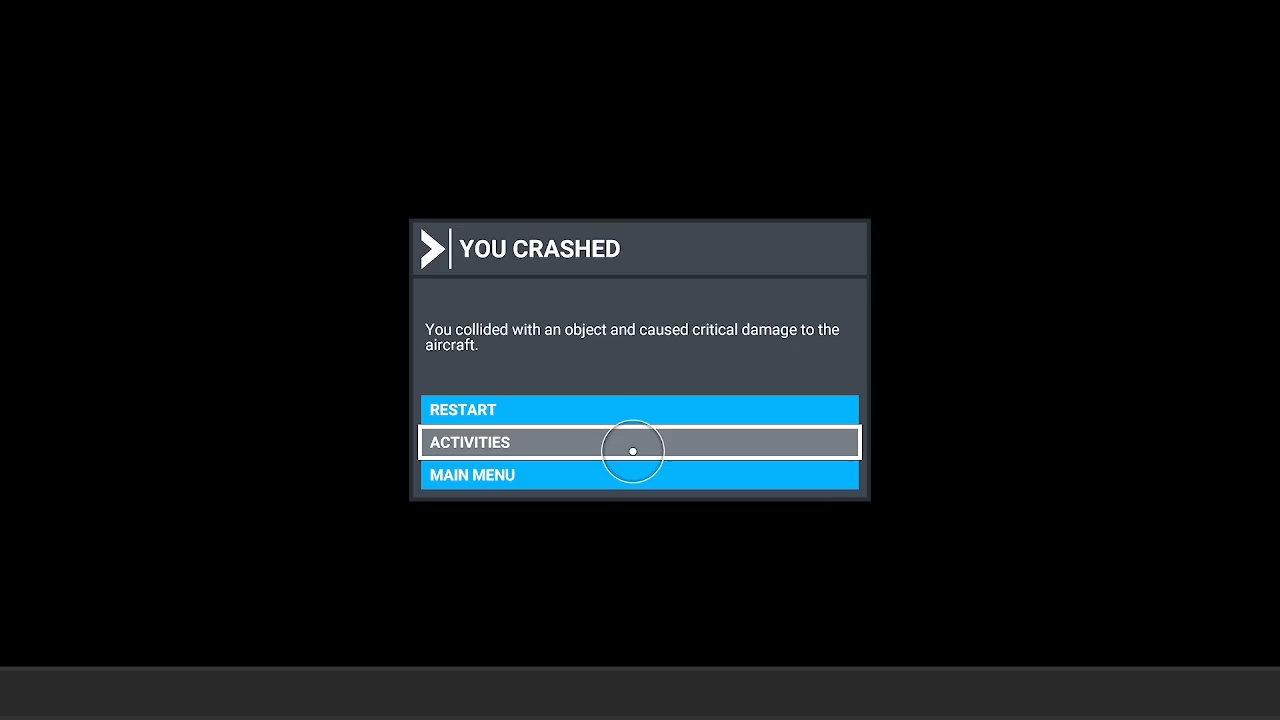 YOU CRASHED
You collided with an object and caused critical damage to the
aircraft.
RESTART
ACTIVITIES
MAIN MENU